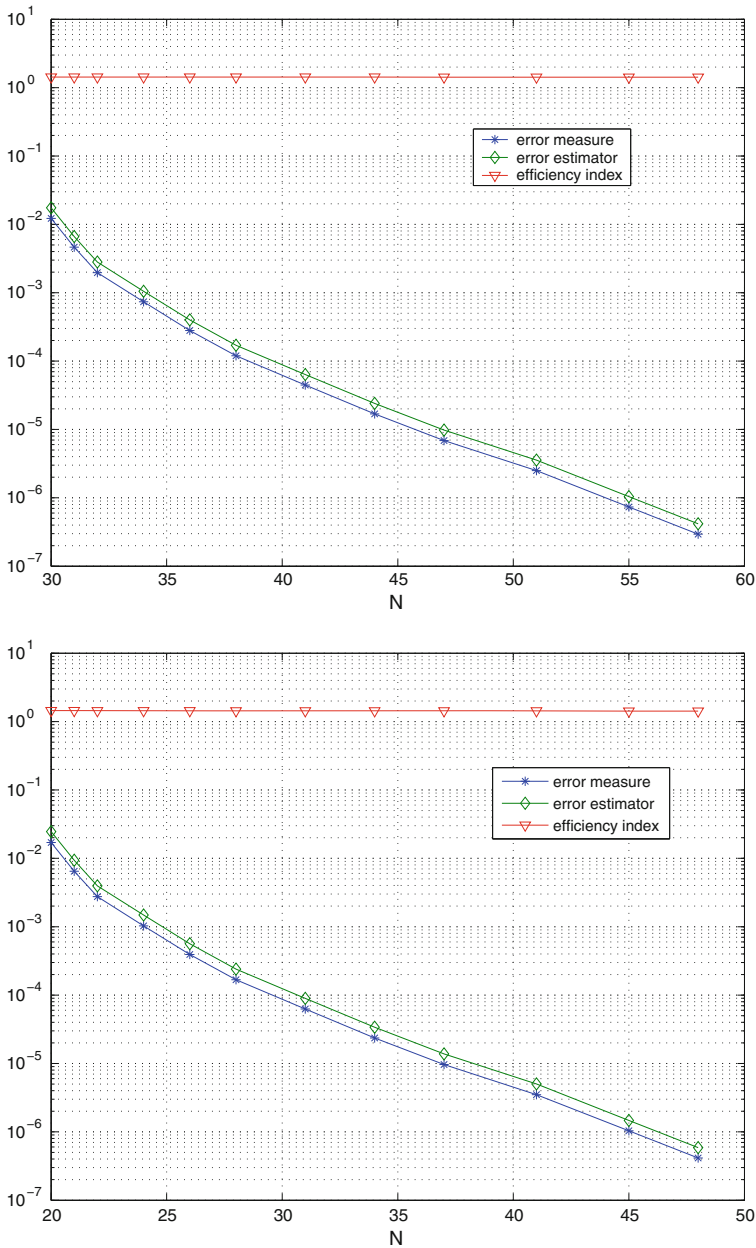 10^1
10^0
10^-1
10^-2
10^-3
10^-4
10^-5
10^-6
10^-7
error measure
error estimator
efficiency index
30 35 40 45 50 55 60
N
10^1
10^0
10^-1
10^-2
10^-3
10^-4
10^-5
10^-6
10^-7
error measure
error estimator
efficiency index
20 25 30 35 40 45 50
N